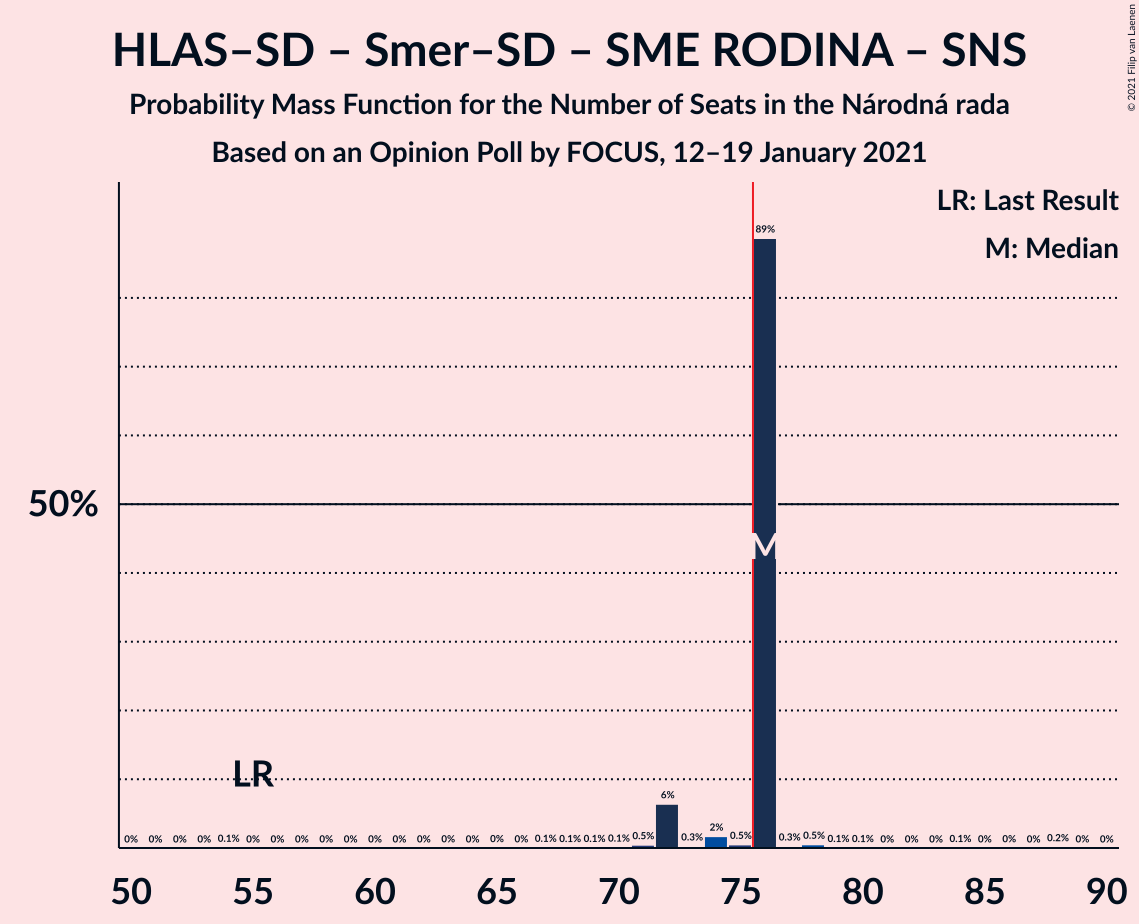 HLAS–SD – Smer–SD – SME RODINA – SNS
Probability Mass Function for the Number of Seats in the Národná rada
Based on an Opinion Poll by FOCUS, 12–19 January 2021
© 2021 Filip van Laenen
LR: Last Result
M: Median
89%
50%
M
LR
6%
0% 0% 0% 0% 0.1% 0% 0% 0% 0% 0% 0% 0% 0% 0% 0% 0% 0% 0.1% 0.1% 0.1% 0.1% 0.5% 0.3% 2% 0.5% 0.3% 0.5% 0.1% 0.1% 0% 0% 0% 0.1% 0% 0% 0% 0.2% 0% 0%
50 55 60 65 70 75 80 85 90